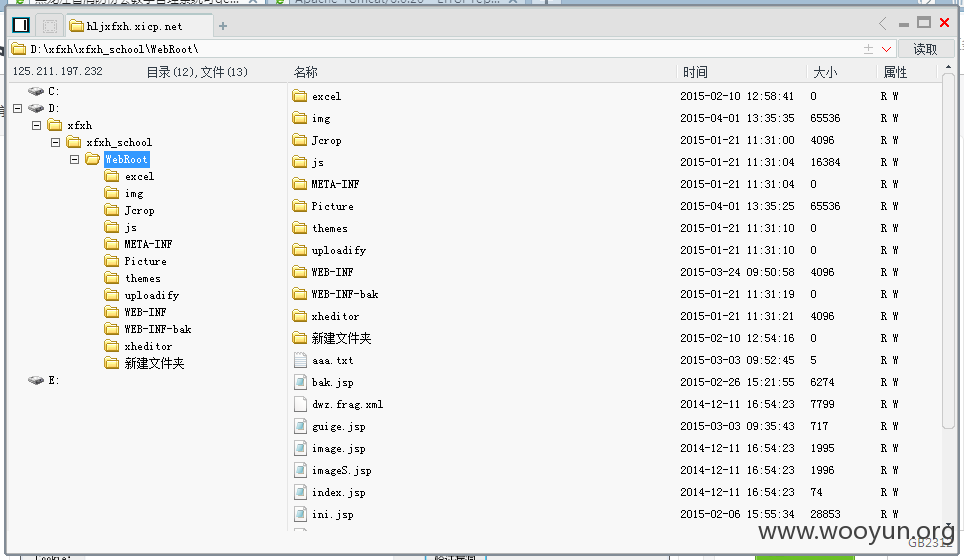 hljxfxh.xicp.net
D:\xfxh\xfxh_school\WebRoot\
读取
125.211.197.232 目录(12),文件(13)
名称 时间 大小 属性
C:
D:
xfxh
xfxh_school
WebRoot
excel
img
Jcrop
js
META-INF
Picture
themes
uploadify
WEB-INF
WEB-INF-bak
xheditor
新建文件夹
E:
excel 2015-02-10 12:58:41 0 R W
img 2015-04-01 13:35:35 65536 R W
Jcrop 2015-01-21 11:31:00 4096 R W
js 2015-01-21 11:31:04 16384 R W
META-INF 2015-01-21 11:31:04 0 R W
Picture 2015-04-01 13:35:25 65536 R W
themes 2015-01-21 11:31:10 0 R W
uploadify 2015-01-21 11:31:10 0 R W
WEB-INF 2015-03-24 09:50:58 4096 R W
WEB-INF-bak 2015-01-21 11:31:19 0 R W
xheditor 2015-01-21 11:31:21 4096 R W
新建文件夹 2015-02-10 12:54:16 0 R W
aaa.txt 2015-03-03 09:52:45 5 R W
bak.jsp 2015-02-26 15:21:55 6274 R W
dwz.frag.xml 2014-12-11 16:54:23 7799 R W
guige.jsp 2015-03-03 09:35:43 717 R W
image.jsp 2014-12-11 16:54:23 1995 R W
imageS.jsp 2014-12-11 16:54:23 1996 R W
index.jsp 2014-12-11 16:54:23 74 R W
ini.jsp 2015-02-06 15:55:34 28853 R W
www.wooyun.org
GB2312